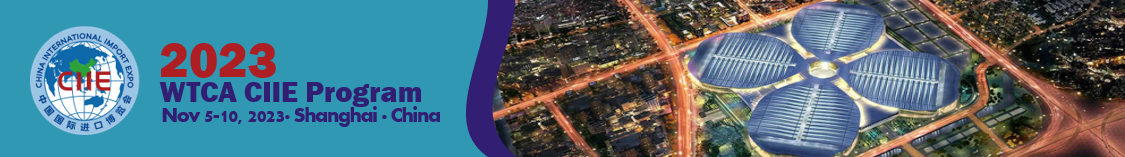 CHINA INTERNATIONAL IMPORT EXPO
CIIE
中国国际进口博览会
2023
WTCA CIIE Program
Nov 5-10, 2023· Shanghai · China